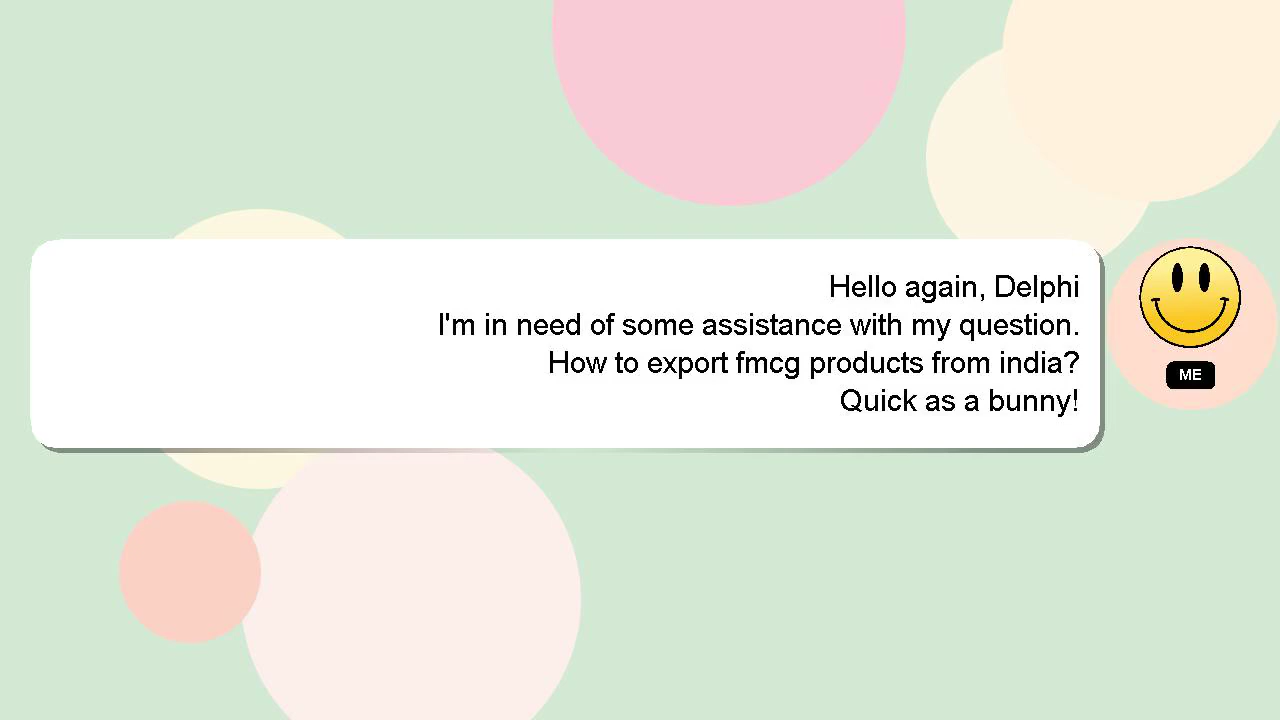 Hello again, Delphi
I'm in need of some assistance with my question.
How to export fmcg products from india?
Quick as a bunny!
ME